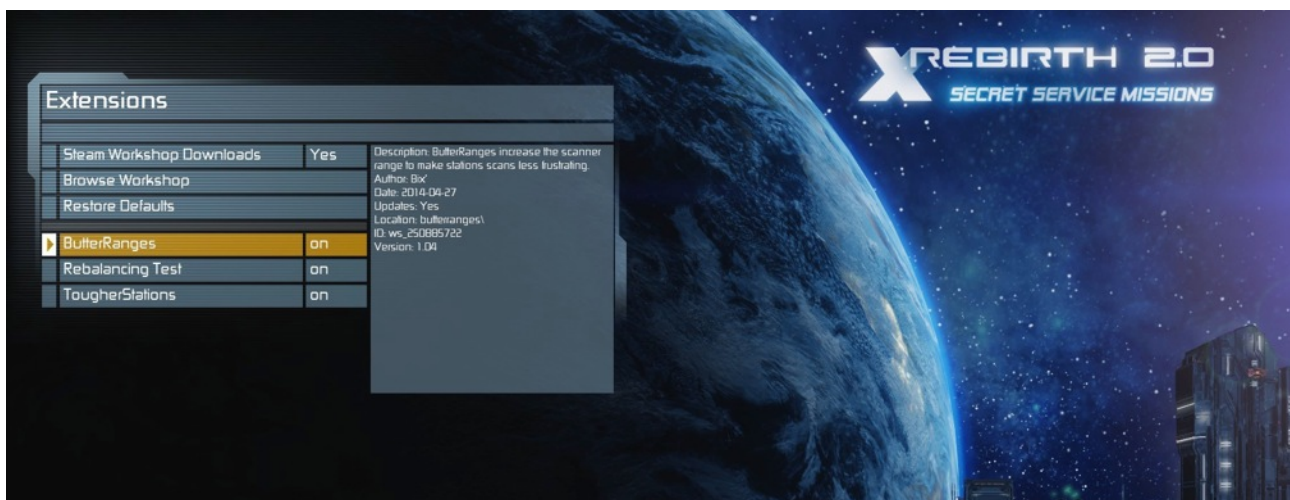 X REBIRTH 2.0
SECRET SERVICE MISSIONS
Extensions
Steam Workshop Downloads Yes
Browse Workshop
Restore Defaults
ButterRanges on
Rebalancing Test on
TougherStations on
Description: ButterRanges increase the scanner
range to make stations scans less frustrating.
Author: Bix'
Date: 2014-04-27
Updates: Yes
Location: butterranges\
ID: ws_250885722
Version: 1.04